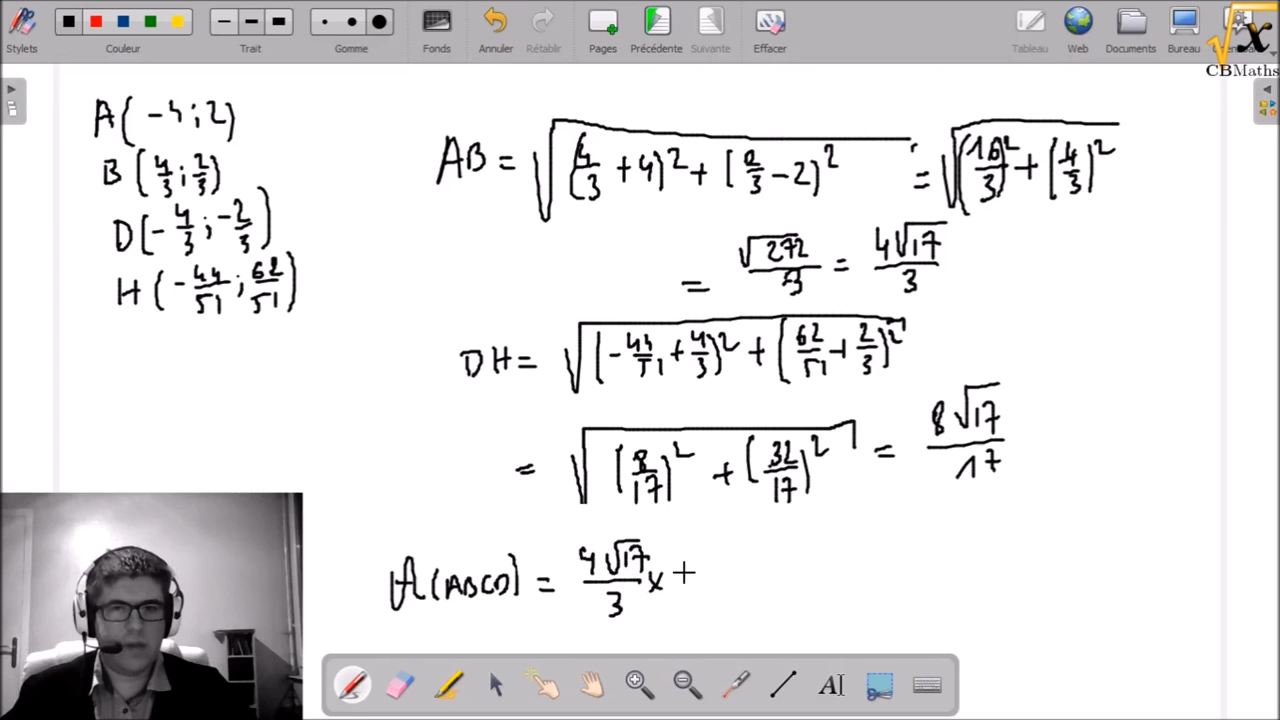 Stylets Couleur Trait Gomme Fonds Annuler Rétablir Pages Précédente Suivante Effacer Tableau Web Documents Bureau
√x
CBMaths
A(-4;2)
B(4/3;2/3)
D(-4/3;-2/3)
H(-44/51;62/51)
AB = √((4/3+4)²+(2/3-2)²) = √((16/3)²+(4/3)²)
= √272/3 = 4√17/3
DH = √((-44/51+4/3)²+(62/51+2/3)²)
= √((8/17)²+(32/17)²) = 8√17/17
A(ABCD) = 4√17/3 x
AI